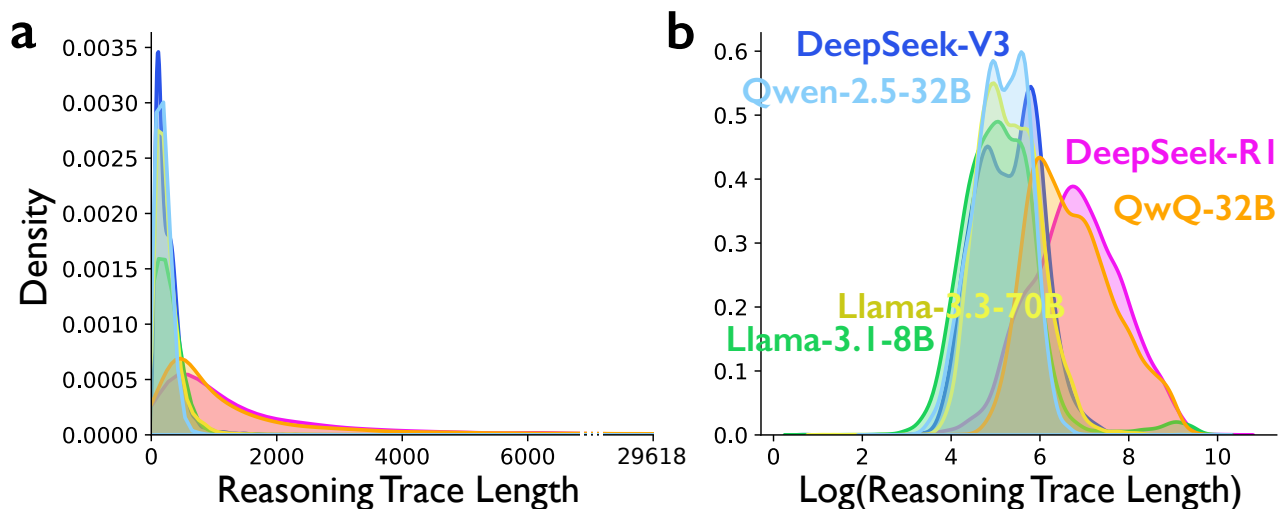 a
0.0035
0.0030
0.0025
0.0020
0.0015
0.0010
0.0005
0.0000
Density
0 2000 4000 6000 29618
Reasoning Trace Length
b
0.6
0.5
0.4
0.3
0.2
0.1
0.0
DeepSeek-V3
Qwen-2.5-32B
DeepSeek-R1
QwQ-32B
Llama-3.3-70B
Llama-3.1-8B
0 2 4 6 8 10
Log(Reasoning Trace Length)